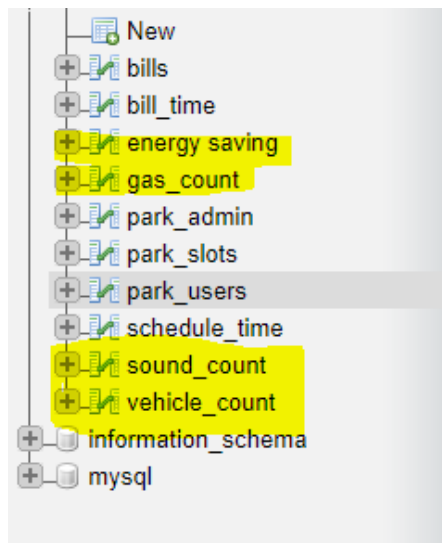 New
bills
bill_time
energy saving
gas_count
park_admin
park_slots
park_users
schedule_time
sound_count
vehicle_count
information_schema
mysql